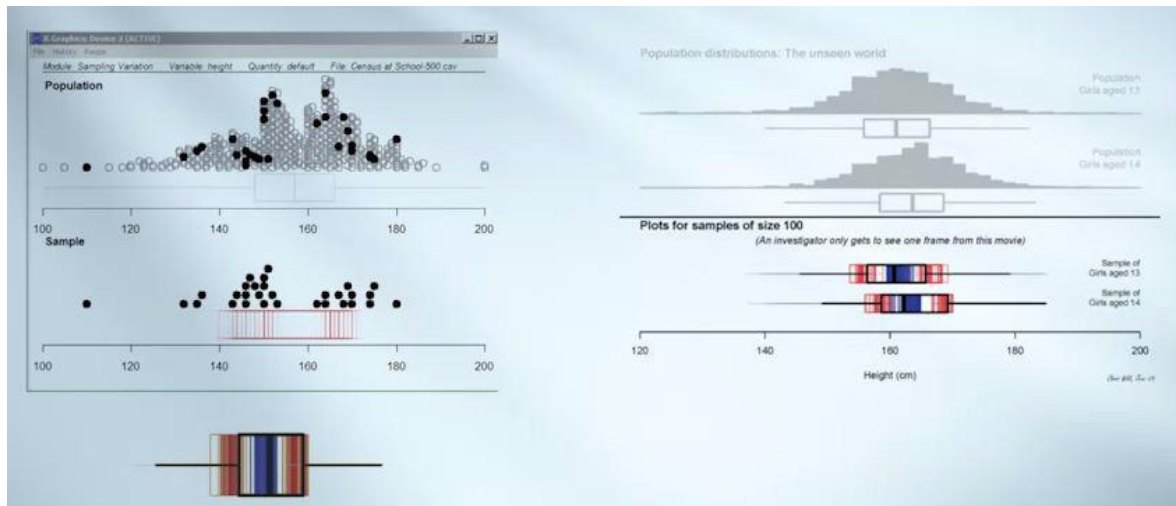 R Graphics: Device 2 (ACTIVE)
File History Resize
Module: Sampling Variation Variable: height Quantity: default File: Census at School-500.csv
Population
100 120 140 160 180 200
Sample
100 120 140 160 180 200
Population distributions: The unseen world
Population
Girls aged 13
Population
Girls aged 14
Plots for samples of size 100
(An investigator only gets to see one frame from this movie)
Sample of
Girls aged 13
Sample of
Girls aged 14
120 140 160 180 200
Height (cm)